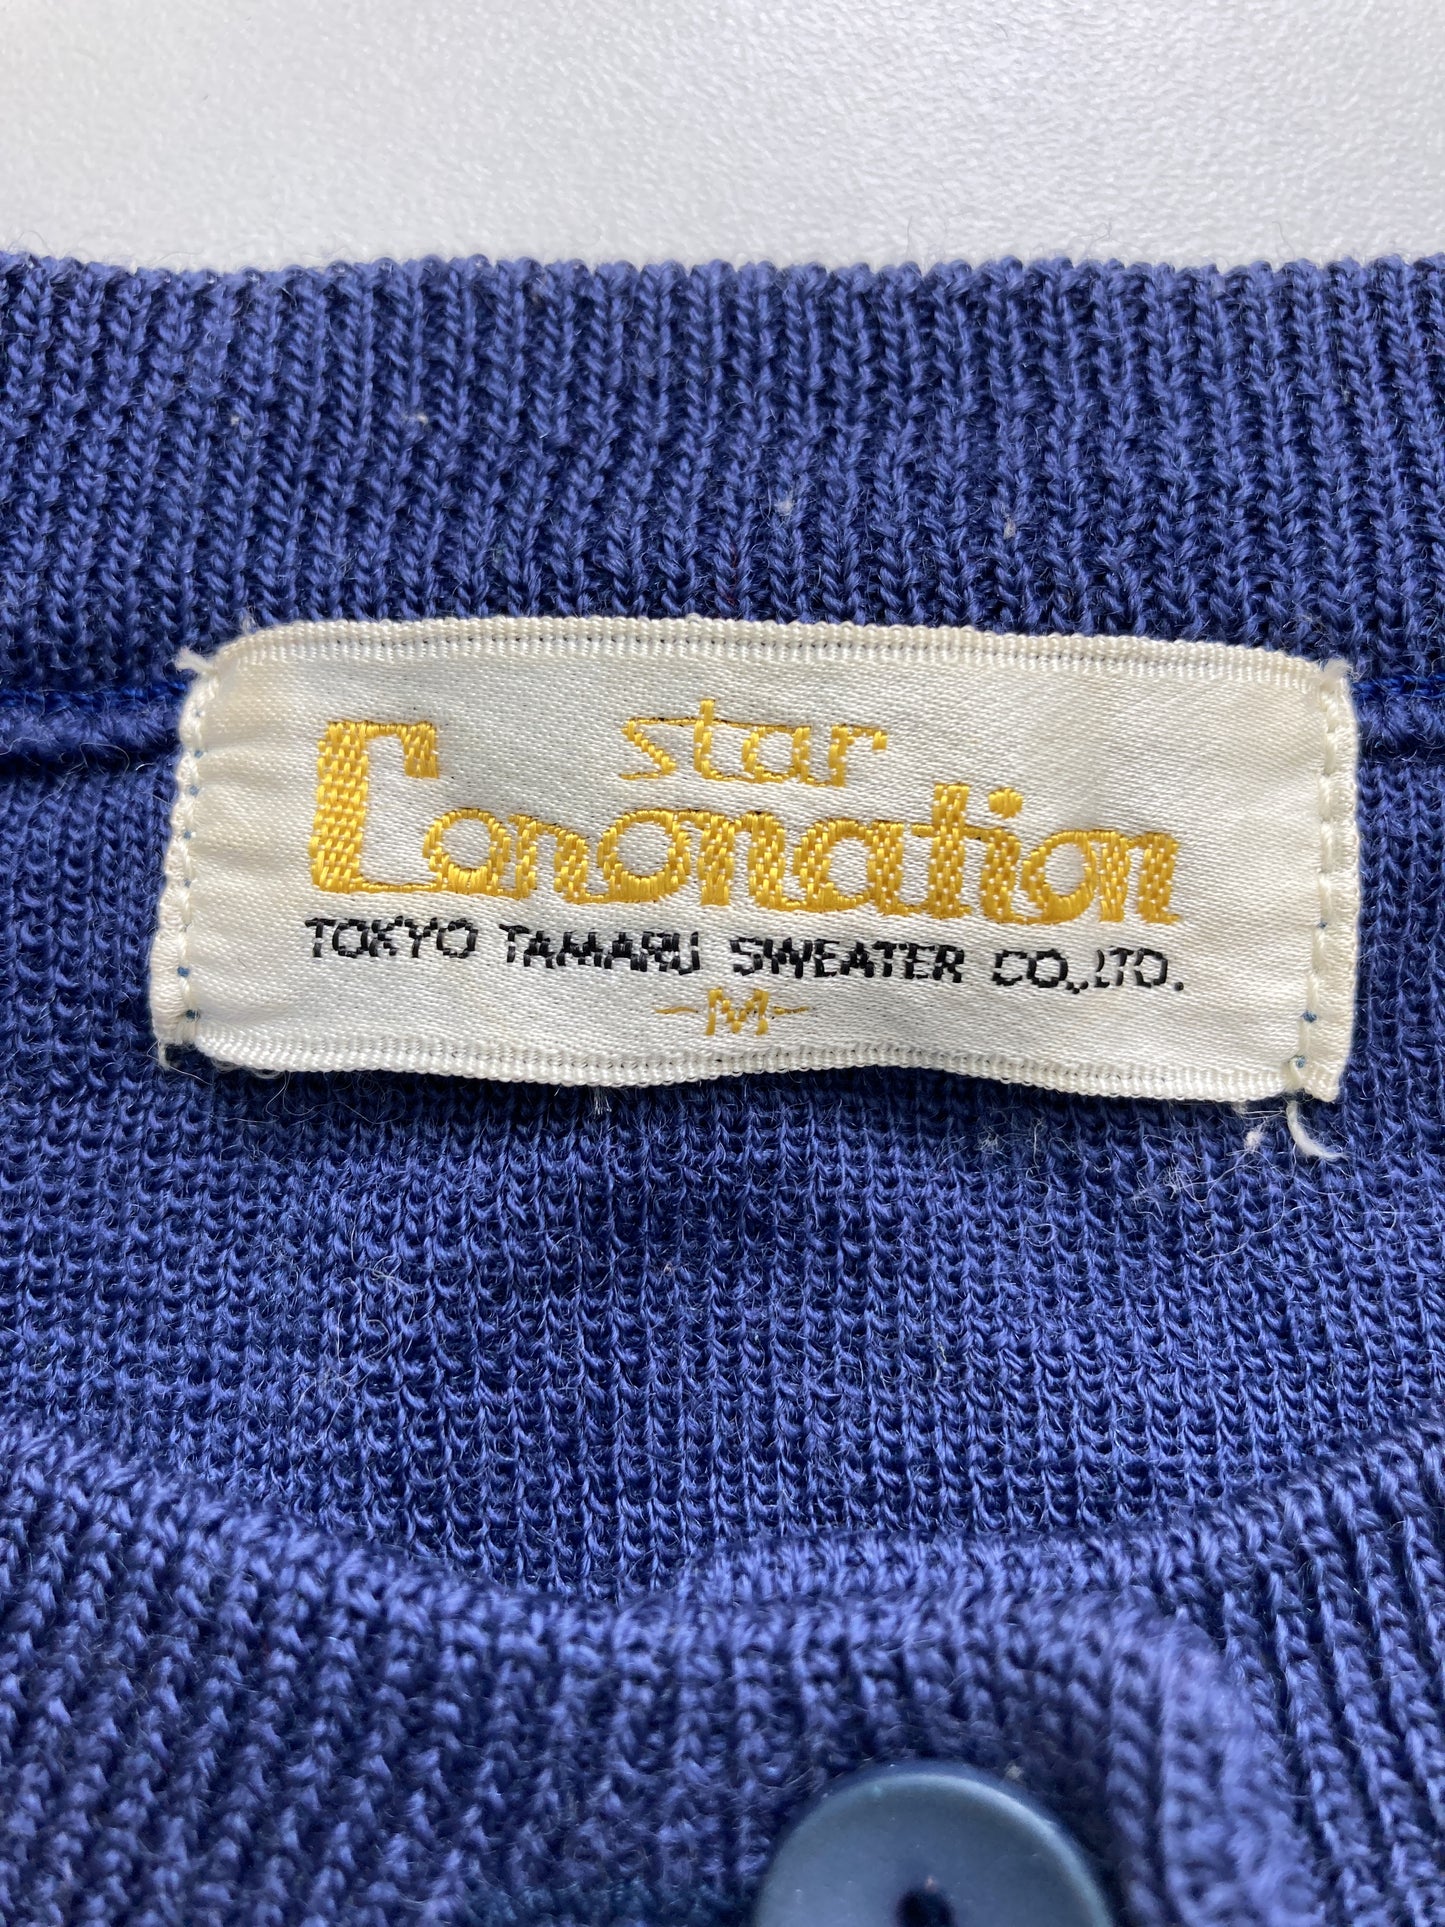 star
Coronation
TOKYO TAMARU SWEATER CO.,LTD.
-M-